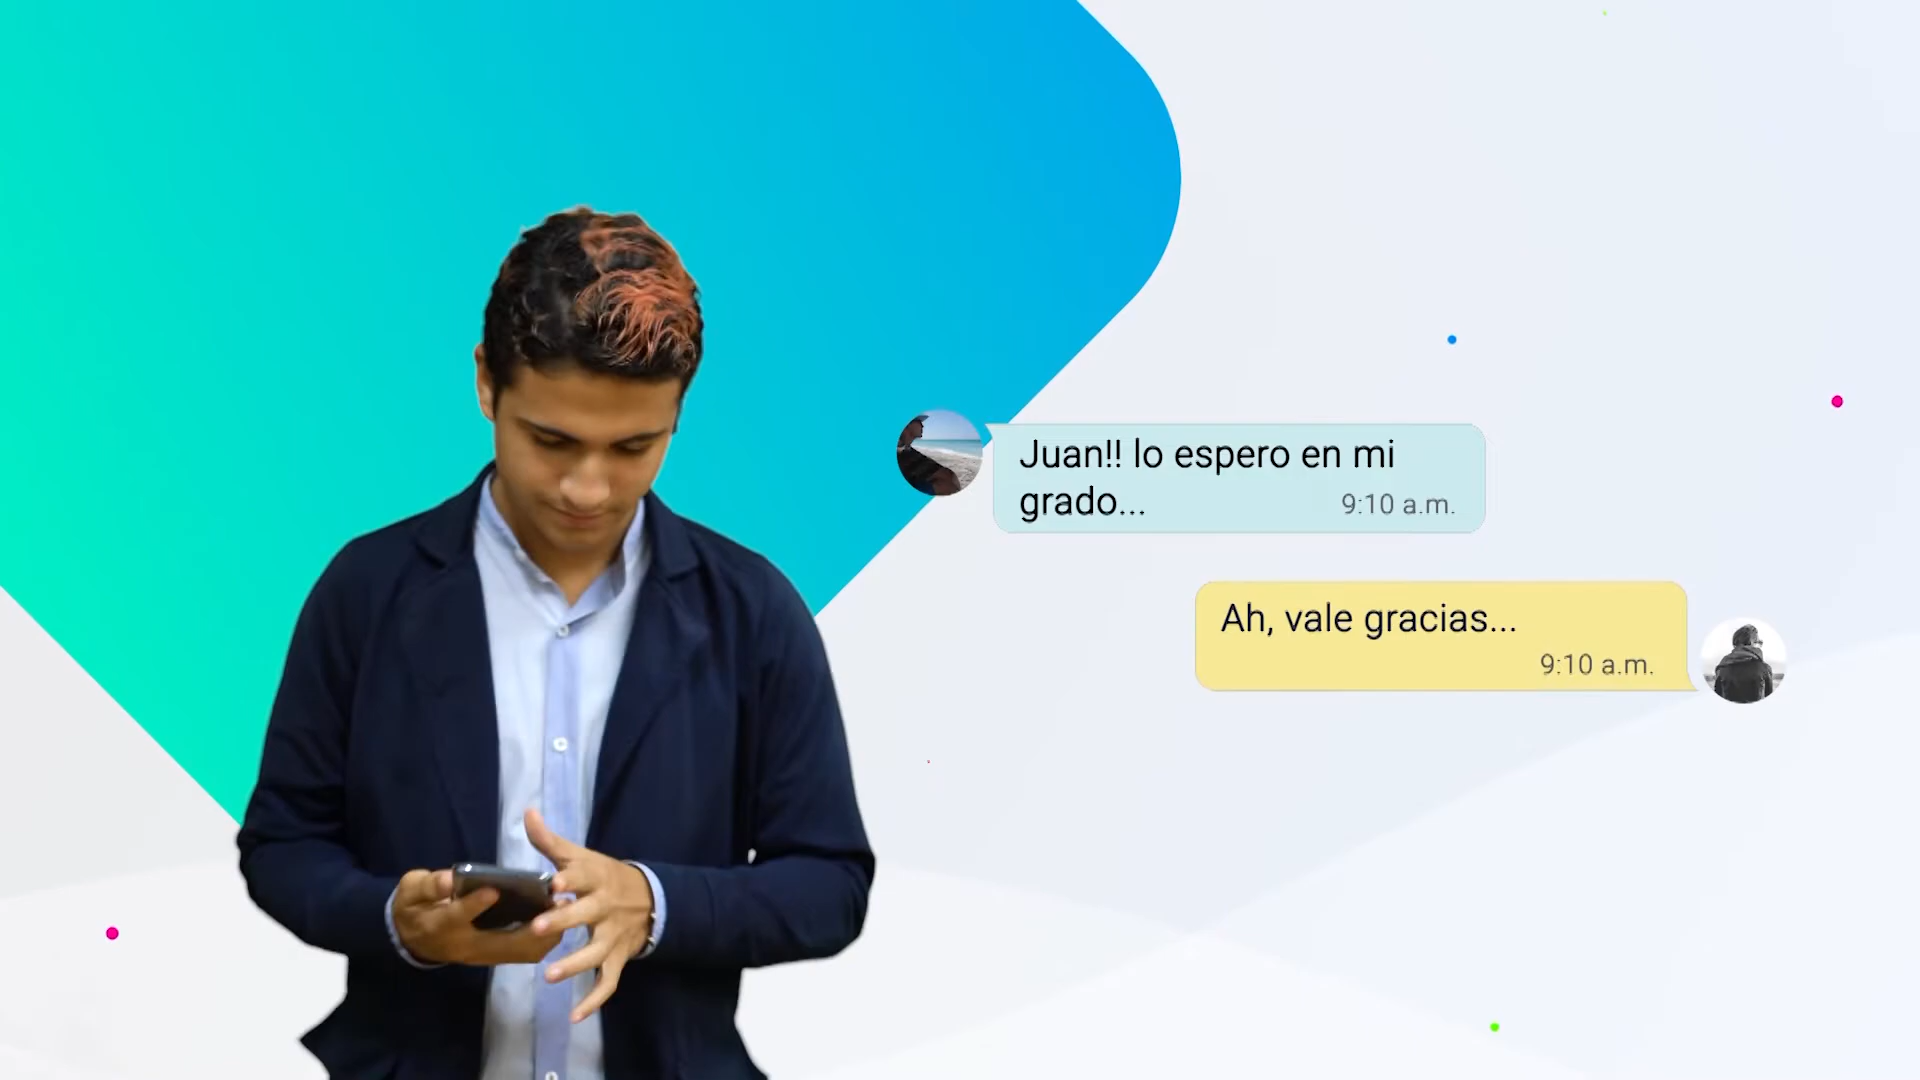 Juan!! lo espero en mi
grado...
9:10 a.m.
Ah, vale gracias...
9:10 a.m.